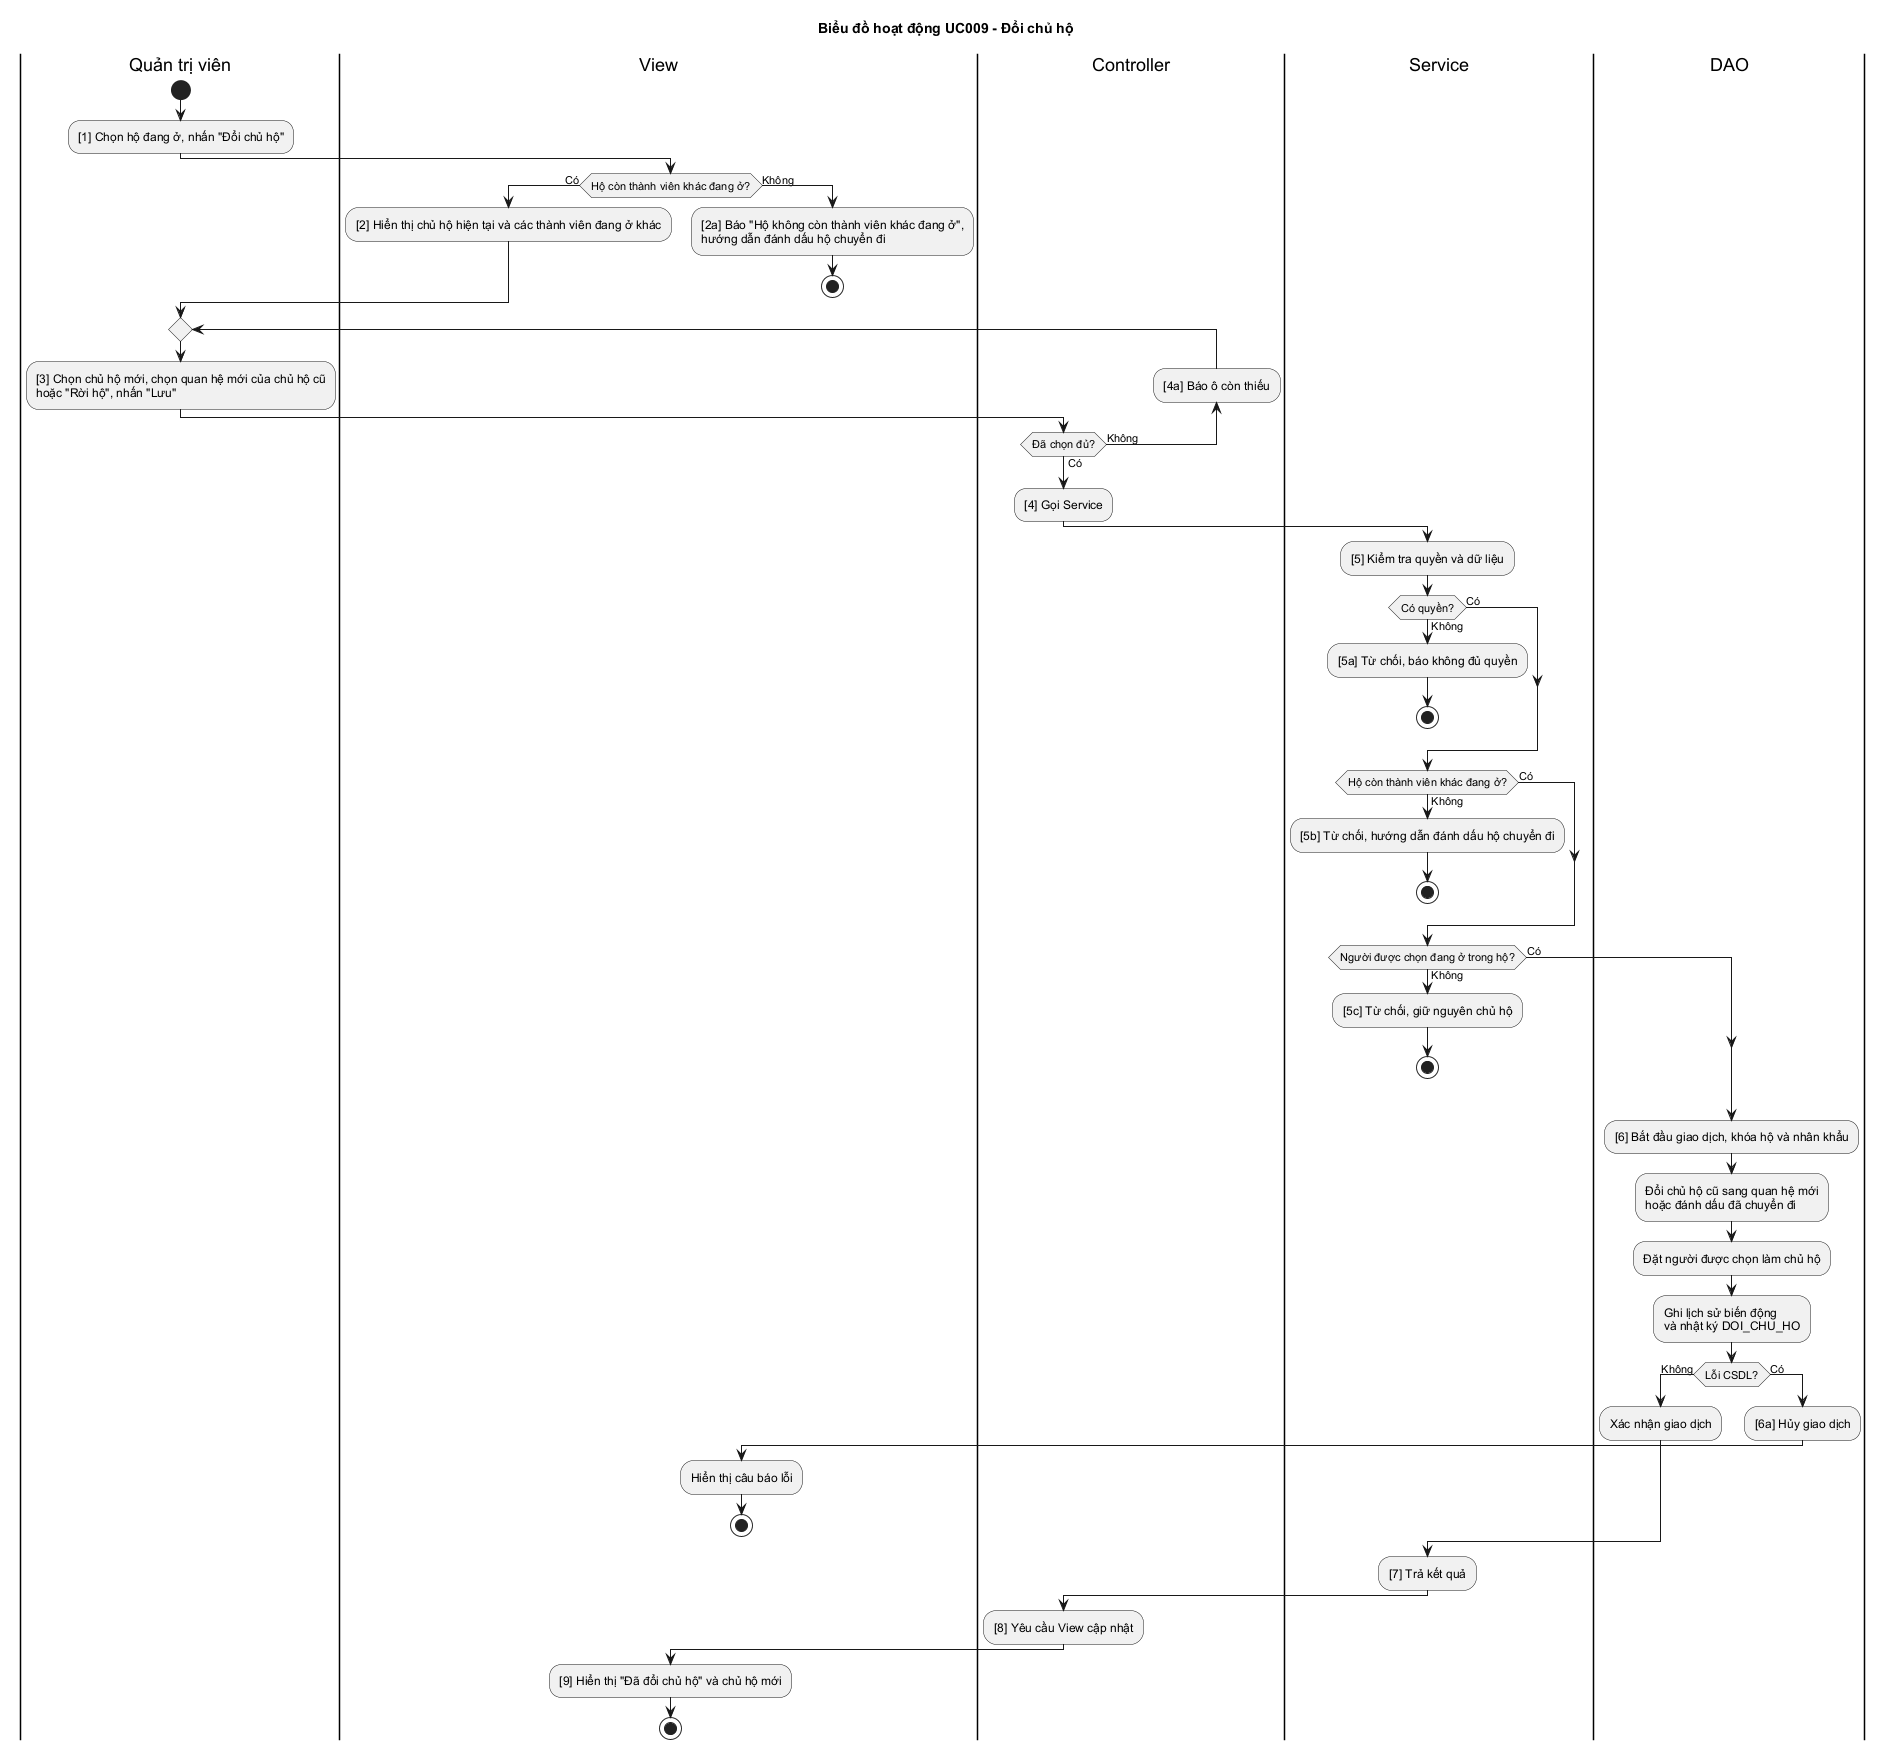 Biểu đồ hoạt động UC009 - Đổi chủ hộ
Quản trị viên
View
Controller
Service
DAO
[1] Chọn hộ đang ở, nhấn "Đổi chủ hộ"
Hộ còn thành viên khác đang ở?
Có
Không
[2] Hiển thị chủ hộ hiện tại và các thành viên đang ở khác
[2a] Báo "Hộ không còn thành viên khác đang ở",
hướng dẫn đánh dấu hộ chuyển đi
[3] Chọn chủ hộ mới, chọn quan hệ mới của chủ hộ cũ
hoặc "Rời hộ", nhấn "Lưu"
[4a] Báo ô còn thiếu
Đã chọn đủ?
Không
Có
[4] Gọi Service
[5] Kiểm tra quyền và dữ liệu
Có quyền?
Có
Không
[5a] Từ chối, báo không đủ quyền
Hộ còn thành viên khác đang ở?
Có
Không
[5b] Từ chối, hướng dẫn đánh dấu hộ chuyển đi
Người được chọn đang ở trong hộ?
Có
Không
[5c] Từ chối, giữ nguyên chủ hộ
[6] Bắt đầu giao dịch, khóa hộ và nhân khẩu
Đổi chủ hộ cũ sang quan hệ mới
hoặc đánh dấu đã chuyển đi
Đặt người được chọn làm chủ hộ
Ghi lịch sử biến động
và nhật ký DOI_CHU_HO
Không
Lỗi CSDL?
Có
Xác nhận giao dịch
[6a] Hủy giao dịch
Hiển thị câu báo lỗi
[7] Trả kết quả
[8] Yêu cầu View cập nhật
[9] Hiển thị "Đã đổi chủ hộ" và chủ hộ mới